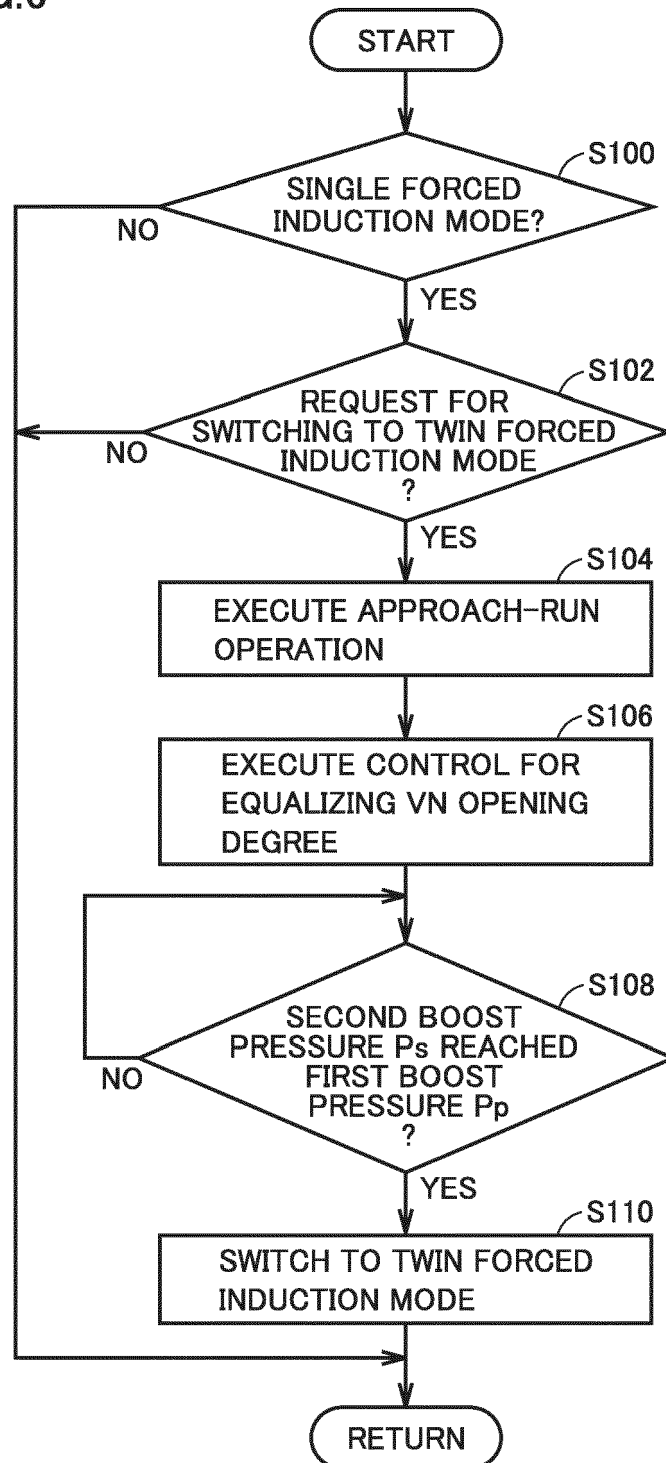 START
S100
SINGLE FORCED
INDUCTION MODE?
NO
YES
S102
REQUEST FOR
SWITCHING TO TWIN FORCED
INDUCTION MODE
?
NO
YES
S104
EXECUTE APPROACH-RUN
OPERATION
S106
EXECUTE CONTROL FOR
EQUALIZING VN OPENING
DEGREE
S108
SECOND BOOST
PRESSURE Ps REACHED
FIRST BOOST
PRESSURE Pp
?
NO
YES
S110
SWITCH TO TWIN FORCED
INDUCTION MODE
RETURN